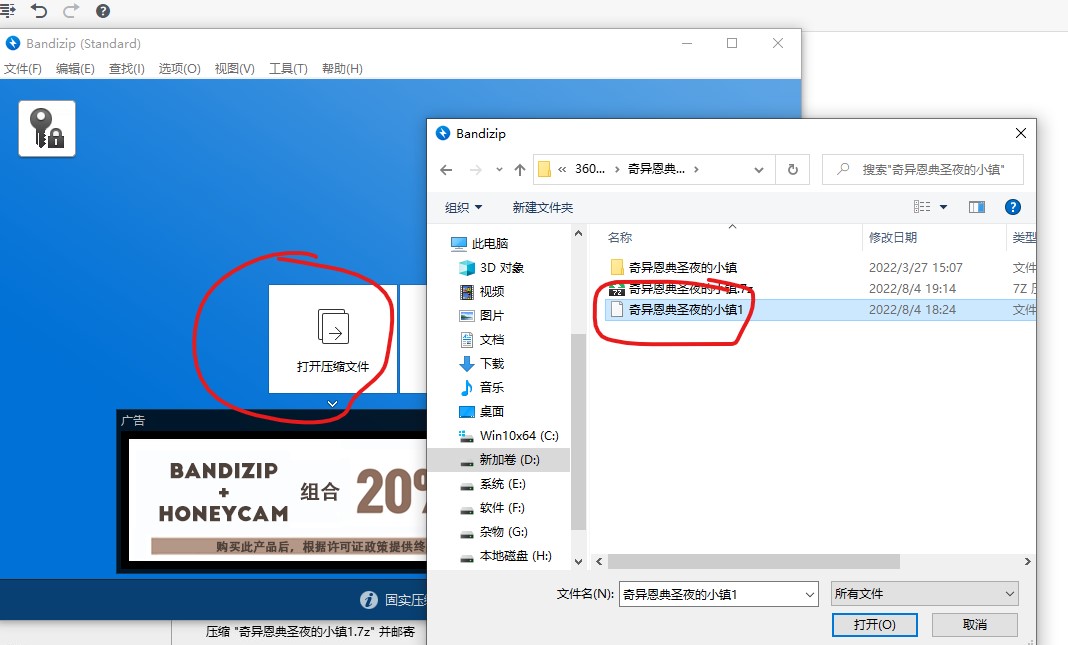 Bandizip (Standard)
文件(F) 编辑(E) 查找(I) 选项(O) 视图(V) 工具(T) 帮助(H)
打开压缩文件
广告
BANDIZIP
+
HONEYCAM
组合
20%
购买此产品后，根据许可证政策提供终
固实压缩
压缩 "奇异恩典圣夜的小镇1.7z" 并邮寄
Bandizip
« 360... › 奇异恩典... ›
搜索"奇异恩典圣夜的小镇"
组织 新建文件夹
名称 修改日期 类型
此电脑
3D 对象
视频
图片
文档
下载
音乐
桌面
Win10x64 (C:)
新加卷 (D:)
系统 (E:)
软件 (F:)
杂物 (G:)
本地磁盘 (H:)
奇异恩典圣夜的小镇 2022/3/27 15:07 文件
奇异恩典圣夜的小镇.7z 2022/8/4 19:14 7Z
奇异恩典圣夜的小镇1 2022/8/4 18:24 文件
文件名(N): 奇异恩典圣夜的小镇1 所有文件
打开(O) 取消